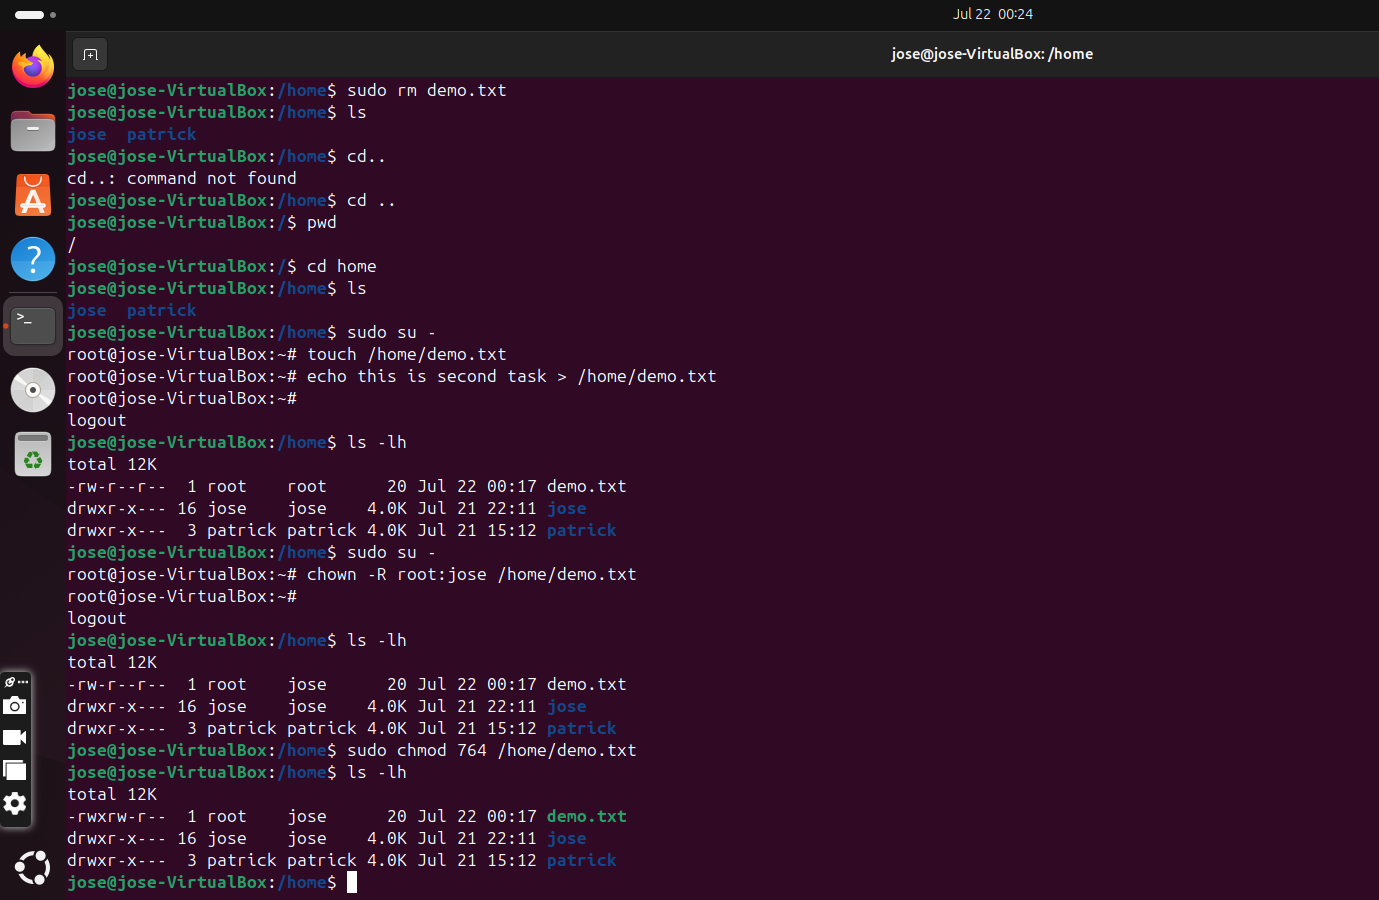 Jul 22 00:24
jose@jose-VirtualBox: /home
jose@jose-VirtualBox:/home$ sudo rm demo.txt
jose@jose-VirtualBox:/home$ ls
jose  patrick
jose@jose-VirtualBox:/home$ cd..
cd..: command not found
jose@jose-VirtualBox:/home$ cd ..
jose@jose-VirtualBox:/$ pwd
/
jose@jose-VirtualBox:/$ cd home
jose@jose-VirtualBox:/home$ ls
jose  patrick
jose@jose-VirtualBox:/home$ sudo su -
root@jose-VirtualBox:~# touch /home/demo.txt
root@jose-VirtualBox:~# echo this is second task > /home/demo.txt
root@jose-VirtualBox:~#
logout
jose@jose-VirtualBox:/home$ ls -lh
total 12K
-rw-r--r--  1 root    root      20 Jul 22 00:17 demo.txt
drwxr-x--- 16 jose    jose    4.0K Jul 21 22:11 jose
drwxr-x---  3 patrick patrick 4.0K Jul 21 15:12 patrick
jose@jose-VirtualBox:/home$ sudo su -
root@jose-VirtualBox:~# chown -R root:jose /home/demo.txt
root@jose-VirtualBox:~#
logout
jose@jose-VirtualBox:/home$ ls -lh
total 12K
-rw-r--r--  1 root    jose      20 Jul 22 00:17 demo.txt
drwxr-x--- 16 jose    jose    4.0K Jul 21 22:11 jose
drwxr-x---  3 patrick patrick 4.0K Jul 21 15:12 patrick
jose@jose-VirtualBox:/home$ sudo chmod 764 /home/demo.txt
jose@jose-VirtualBox:/home$ ls -lh
total 12K
-rwxrw-r--  1 root    jose      20 Jul 22 00:17 demo.txt
drwxr-x--- 16 jose    jose    4.0K Jul 21 22:11 jose
drwxr-x---  3 patrick patrick 4.0K Jul 21 15:12 patrick
jose@jose-VirtualBox:/home$